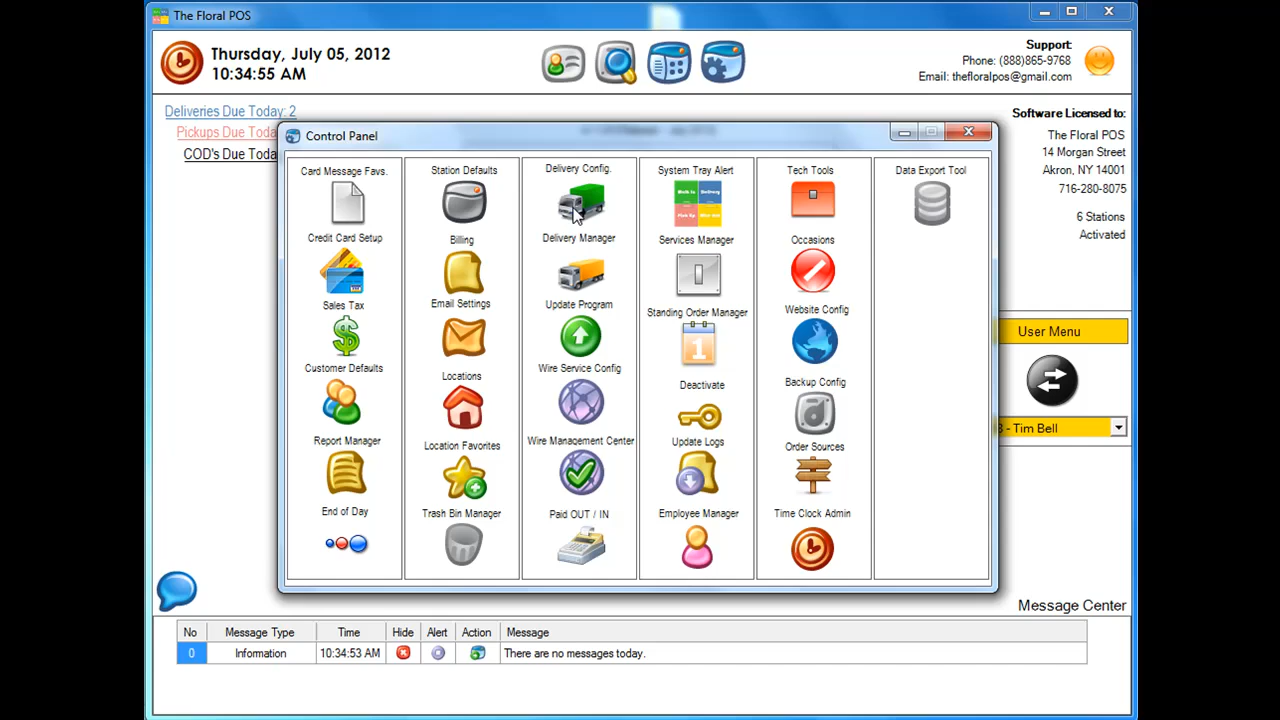 The Floral POS
Thursday, July 05, 2012
10:34:55 AM
Support:
Phone: (888)865-9768
Email: thefloralpos@gmail.com
Deliveries Due Today: 2
Pickups Due Toda
COD's Due Toda
Software Licensed to:
The Floral POS
14 Morgan Street
Akron, NY 14001
716-280-8075
6 Stations
Activated
Control Panel
Card Message Favs.
Station Defaults
Delivery Config.
System Tray Alert
Tech Tools
Data Export Tool
Credit Card Setup
Billing
Delivery Manager
Services Manager
Occasions
Sales Tax
Email Settings
Update Program
Standing Order Manager
Website Config
Customer Defaults
Locations
Wire Service Config
Deactivate
Backup Config
Report Manager
Location Favorites
Wire Management Center
Update Logs
Order Sources
End of Day
Trash Bin Manager
Paid OUT / IN
Employee Manager
Time Clock Admin
User Menu
- Tim Bell
Message Center
No Message Type Time Hide Alert Action Message
0 Information 10:34:53 AM There are no messages today.